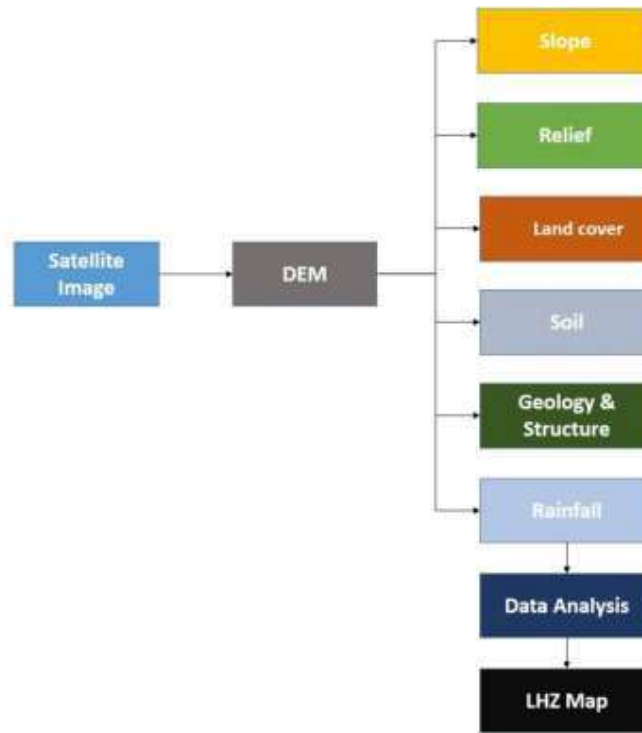 Slope
Relief
Land cover
Satellite
Image
DEM
Soil
Geology &
Structure
Rainfall
Data Analysis
LHZ Map